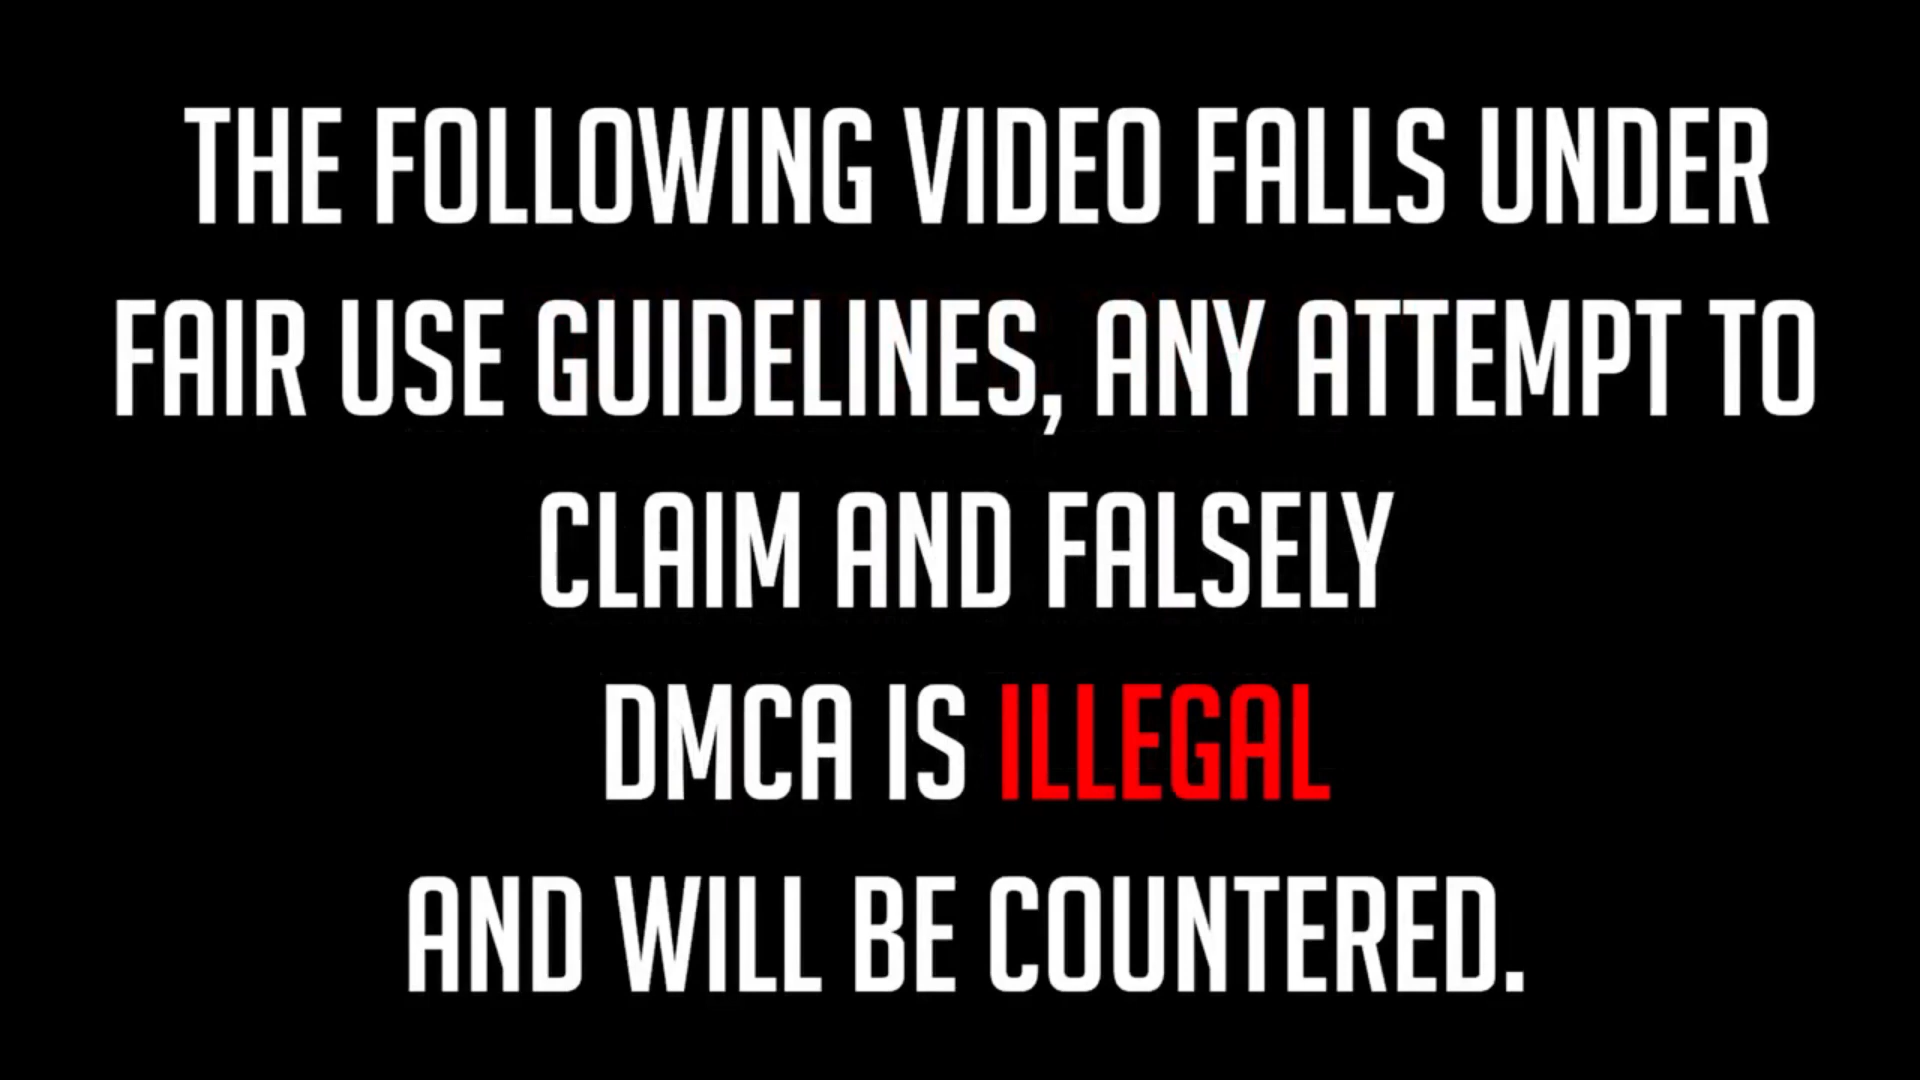 THE FOLLOWING VIDEO FALLS UNDER
FAIR USE GUIDELINES, ANY ATTEMPT TO
CLAIM AND FALSELY
DMCA IS ILLEGAL
AND WILL BE COUNTERED.